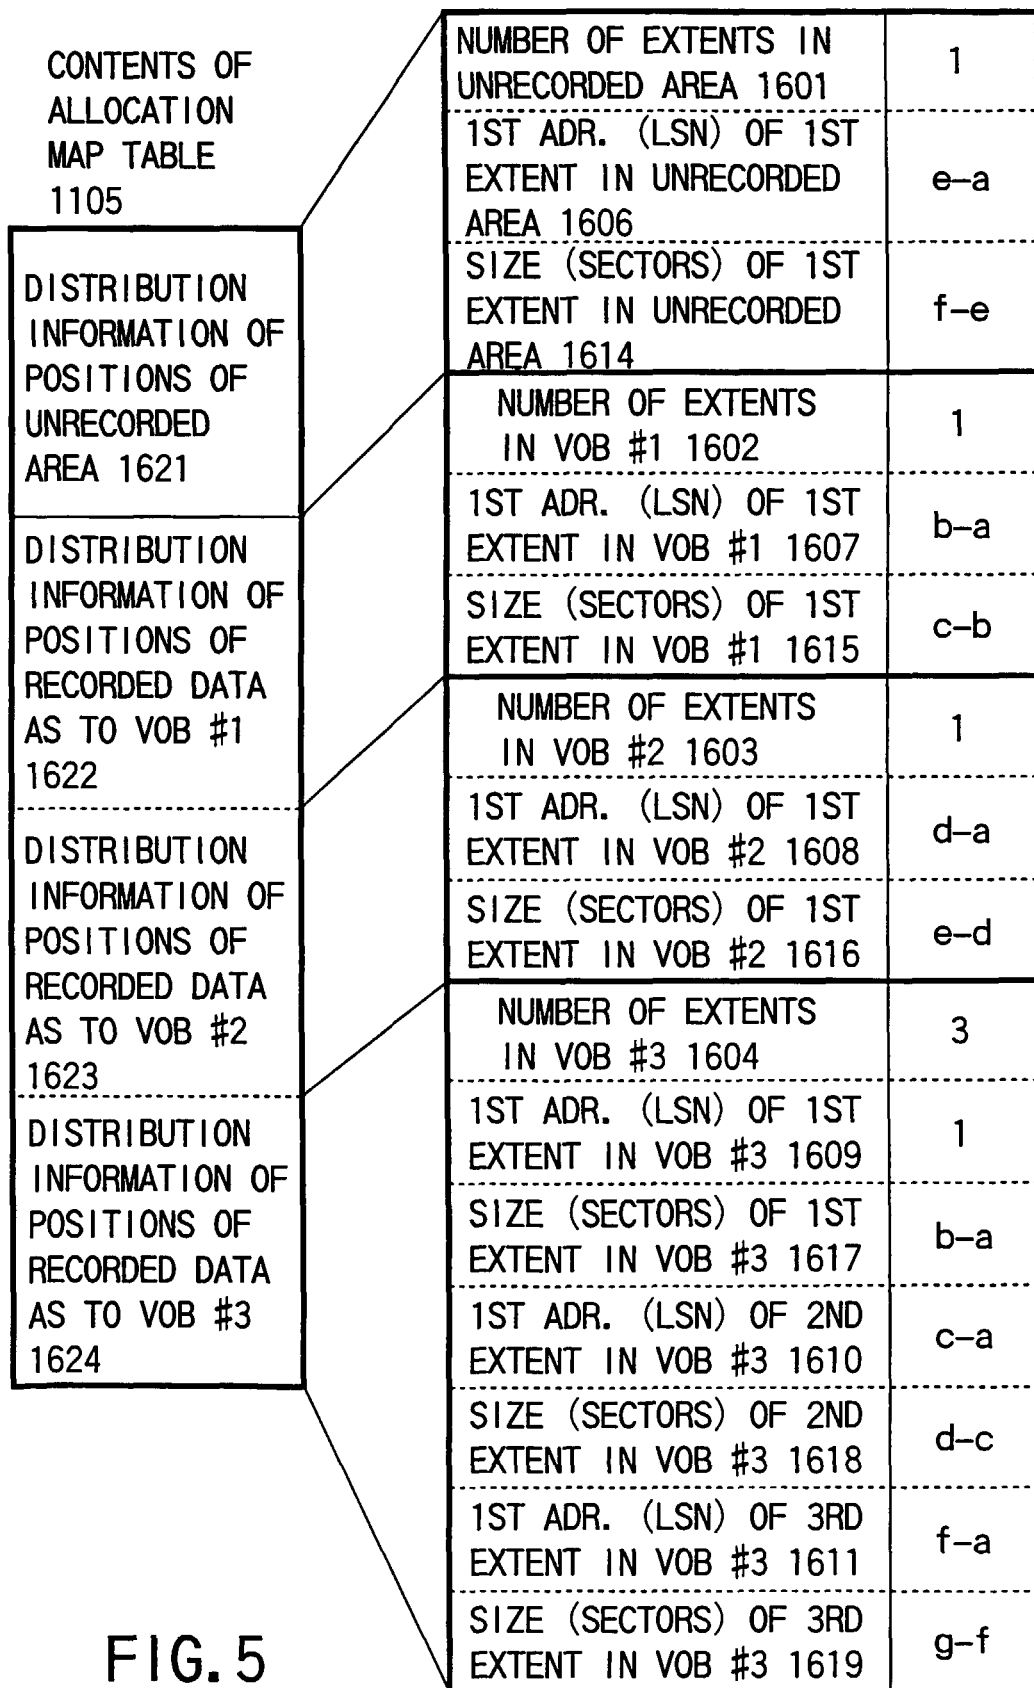 CONTENTS OF
ALLOCATION
MAP TABLE
1105
DISTRIBUTION
INFORMATION OF
POSITIONS OF
UNRECORDED
AREA 1621
DISTRIBUTION
INFORMATION OF
POSITIONS OF
RECORDED DATA
AS TO VOB #1
1622
DISTRIBUTION
INFORMATION OF
POSITIONS OF
RECORDED DATA
AS TO VOB #2
1623
DISTRIBUTION
INFORMATION OF
POSITIONS OF
RECORDED DATA
AS TO VOB #3
1624
NUMBER OF EXTENTS IN
UNRECORDED AREA 1601
1
1ST ADR. (LSN) OF 1ST
EXTENT IN UNRECORDED
AREA 1606
e-a
SIZE (SECTORS) OF 1ST
EXTENT IN UNRECORDED
AREA 1614
f-e
NUMBER OF EXTENTS
IN VOB #1 1602
1
1ST ADR. (LSN) OF 1ST
EXTENT IN VOB #1 1607
b-a
SIZE (SECTORS) OF 1ST
EXTENT IN VOB #1 1615
c-b
NUMBER OF EXTENTS
IN VOB #2 1603
1
1ST ADR. (LSN) OF 1ST
EXTENT IN VOB #2 1608
d-a
SIZE (SECTORS) OF 1ST
EXTENT IN VOB #2 1616
e-d
NUMBER OF EXTENTS
IN VOB #3 1604
3
1ST ADR. (LSN) OF 1ST
EXTENT IN VOB #3 1609
1
SIZE (SECTORS) OF 1ST
EXTENT IN VOB #3 1617
b-a
1ST ADR. (LSN) OF 2ND
EXTENT IN VOB #3 1610
c-a
SIZE (SECTORS) OF 2ND
EXTENT IN VOB #3 1618
d-c
1ST ADR. (LSN) OF 3RD
EXTENT IN VOB #3 1611
f-a
SIZE (SECTORS) OF 3RD
EXTENT IN VOB #3 1619
g-f
FIG. 5